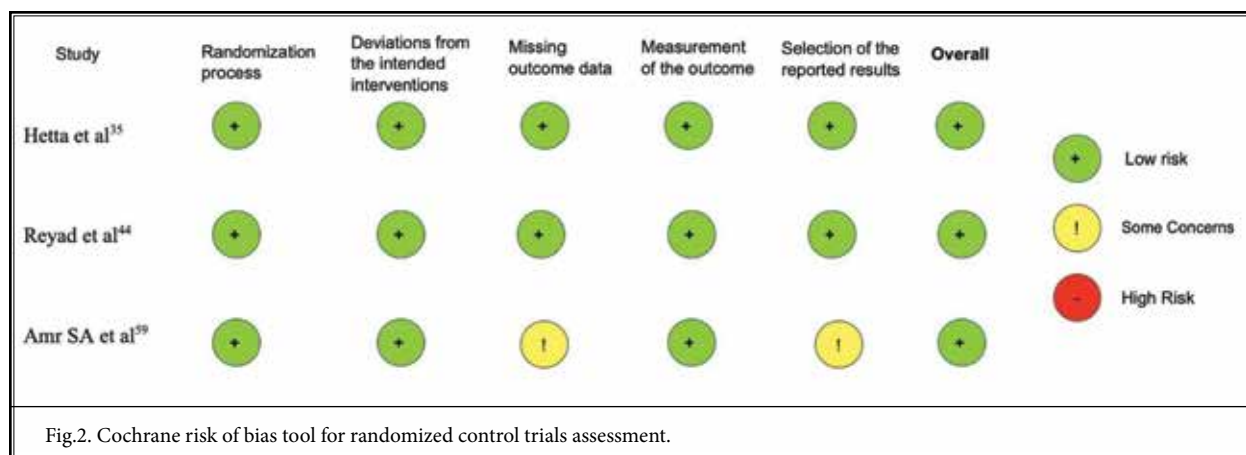 Study
Randomization
process
Deviations from
the intended
interventions
Missing
outcome data
Measurement
of the outcome
Selection of the
reported results
Overall
Hetta et al35
+ + + + + +
Low risk
+
Reyad et al44
+ + + + + +
! Some Concerns
- High Risk
Amr SA et al59
+ + ! + ! +
Fig.2. Cochrane risk of bias tool for randomized control trials assessment.